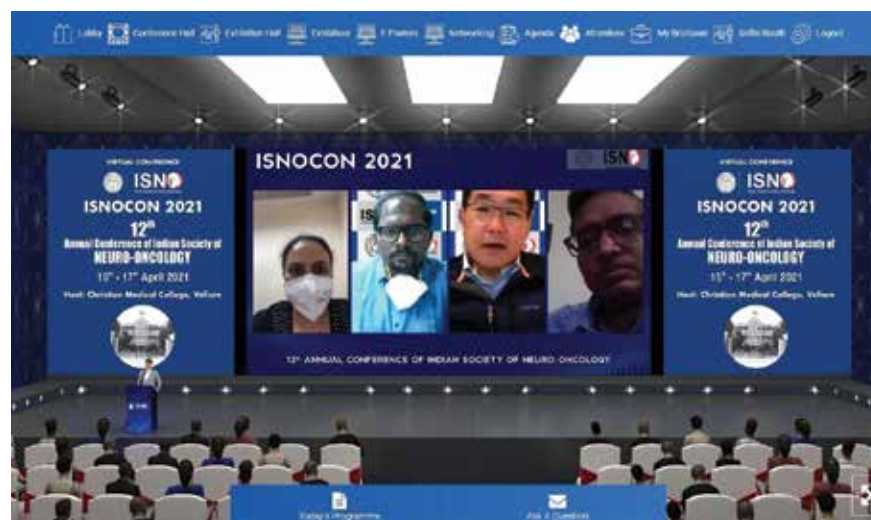 Lobby Conference Hall Exhibition Hall Exhibitors E Posters Networking Agenda Attendees My Briefcase Selfie Booth Logout
ISNOCON 2021
ISNO
VIRTUAL CONFERENCE
ISNO
ISNOCON 2021
12th
Annual Conference of Indian Society of
NEURO-ONCOLOGY
15th - 17th April 2021
Host: Christian Medical College, Vellore
VIRTUAL CONFERENCE
ISNO
ISNOCON 2021
12th
Annual Conference of Indian Society of
NEURO-ONCOLOGY
15th - 17th April 2021
Host: Christian Medical College, Vellore
12th ANNUAL CONFERENCE OF INDIAN SOCIETY OF NEURO-ONCOLOGY
Today's Programme
Ask A Question